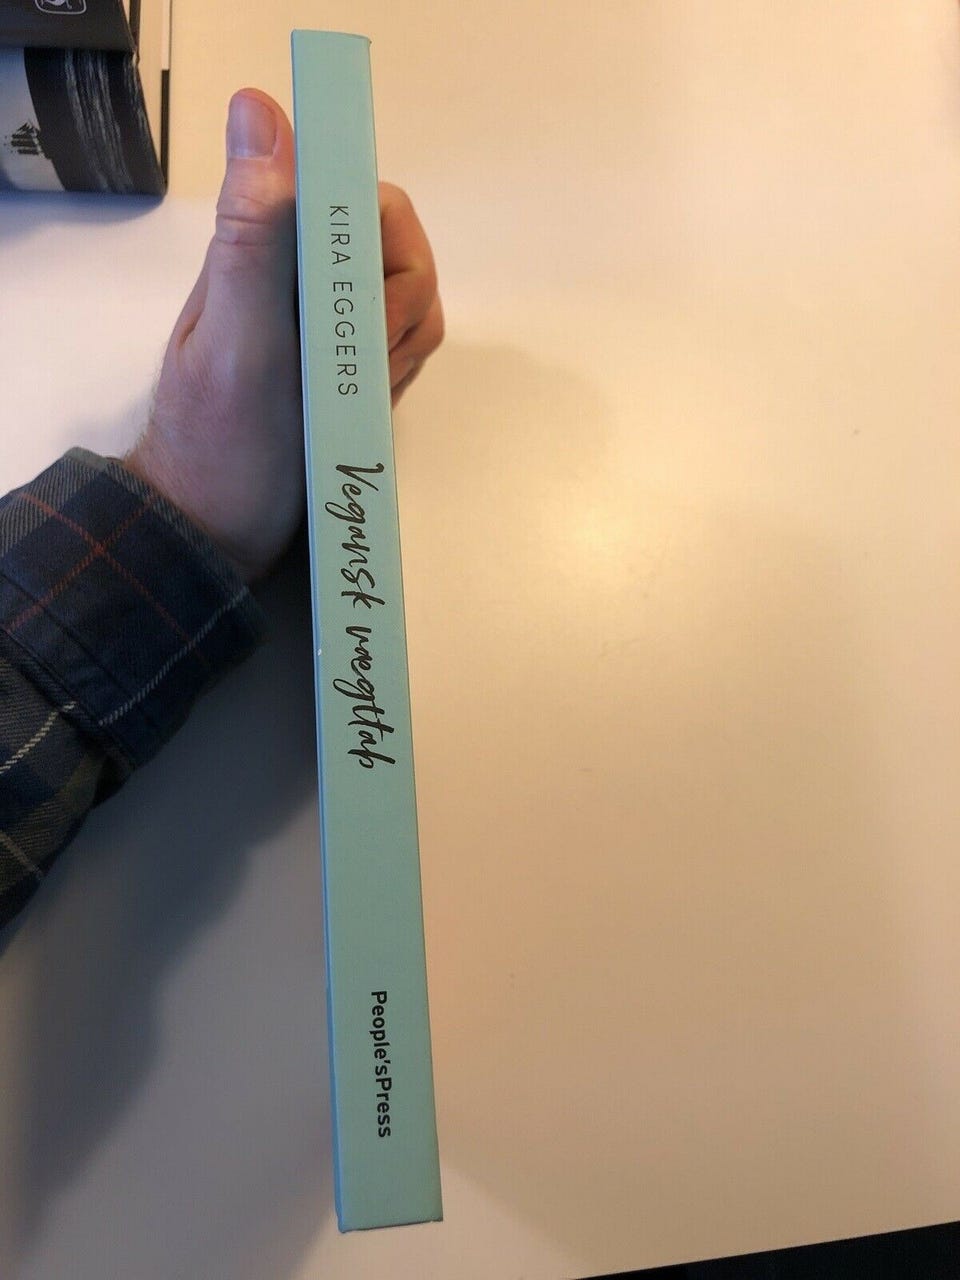 KIRA EGGERS
Vegansk vægttab
People'sPress